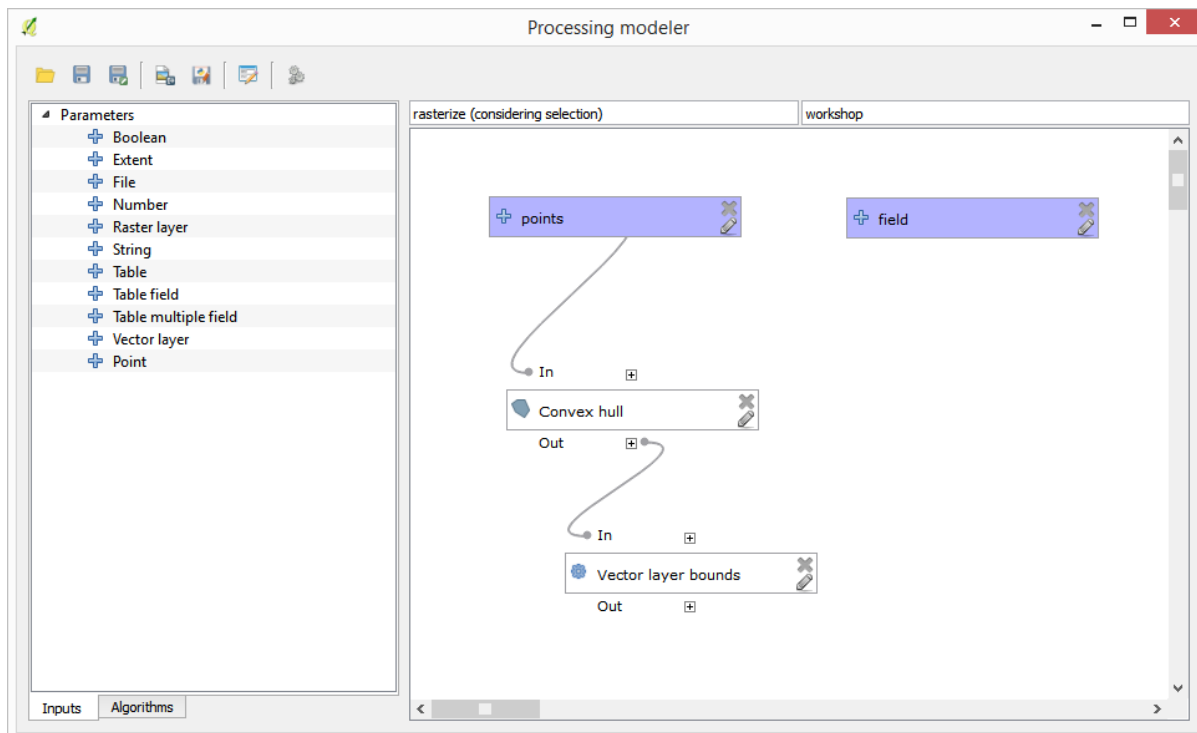 Processing modeler
Parameters
Boolean
Extent
File
Number
Raster layer
String
Table
Table field
Table multiple field
Vector layer
Point
Inputs
Algorithms
rasterize (considering selection)
workshop
points
field
In
Convex hull
Out
In
Vector layer bounds
Out